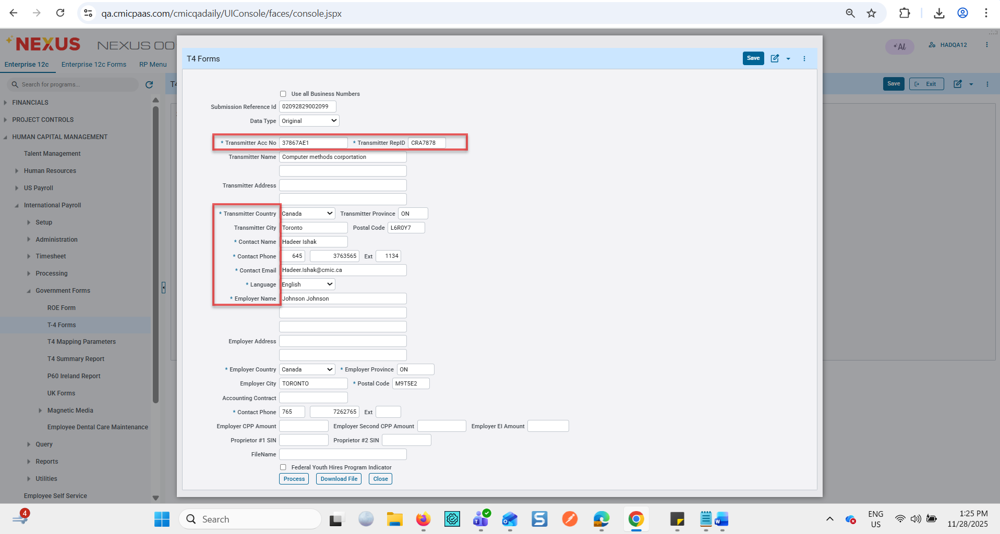 qa.cmicpaas.com/cmicqadaily/UIConsole/faces/console.jspx
NEXUS NEXUS OO
AI HADQA12
Enterprise 12c Enterprise 12c Forms RP Menu
Search for programs...
T4
Save Exit
FINANCIALS
PROJECT CONTROLS
HUMAN CAPITAL MANAGEMENT
Talent Management
Human Resources
US Payroll
International Payroll
Setup
Administration
Timesheet
Processing
Government Forms
ROE Form
T-4 Forms
T4 Mapping Parameters
T4 Summary Report
P60 Ireland Report
UK Forms
Magnetic Media
Employee Dental Care Maintenance
Query
Reports
Utilities
Employee Self Service
T4 Forms Save
Use all Business Numbers
Submission Reference Id 02092829002099
Data Type Original
* Transmitter Acc No 37867AE1 * Transmitter RepID CRA7878
Transmitter Name Computer methods corportation
Transmitter Address
* Transmitter Country Canada Transmitter Province ON
Transmitter City Toronto Postal Code L6R0Y7
* Contact Name Hadeer Ishak
* Contact Phone 645 3763565 Ext 1134
* Contact Email Hadeer.Ishak@cmic.ca
* Language English
* Employer Name Johnson Johnson
Employer Address
* Employer Country Canada * Employer Province ON
Employer City TORONTO * Postal Code M9T5E2
Accounting Contract
* Contact Phone 765 7262765 Ext
Employer CPP Amount Employer Second CPP Amount Employer EI Amount
Proprietor #1 SIN Proprietor #2 SIN
FileName
Federal Youth Hires Program Indicator
Process Download File Close
4
Search
ENG
US
1:25 PM
11/28/2025